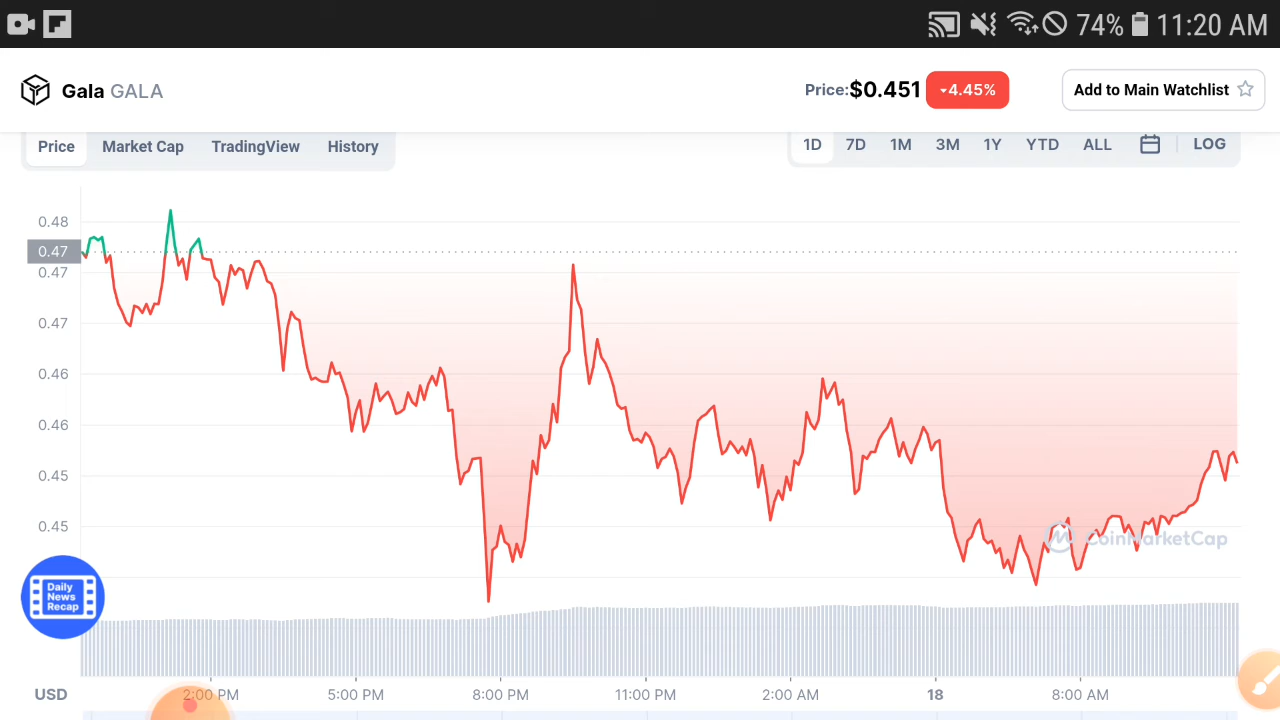 74% 11:20 AM
Gala GALA
Price:$0.451 4.45% Add to Main Watchlist
Price Market Cap TradingView History
1D 7D 1M 3M 1Y YTD ALL LOG
0.48
0.47
0.47
0.47
0.46
0.46
0.45
0.45
CoinMarketCap
Daily
News
Recap
USD 2:00 PM 5:00 PM 8:00 PM 11:00 PM 2:00 AM 18 8:00 AM